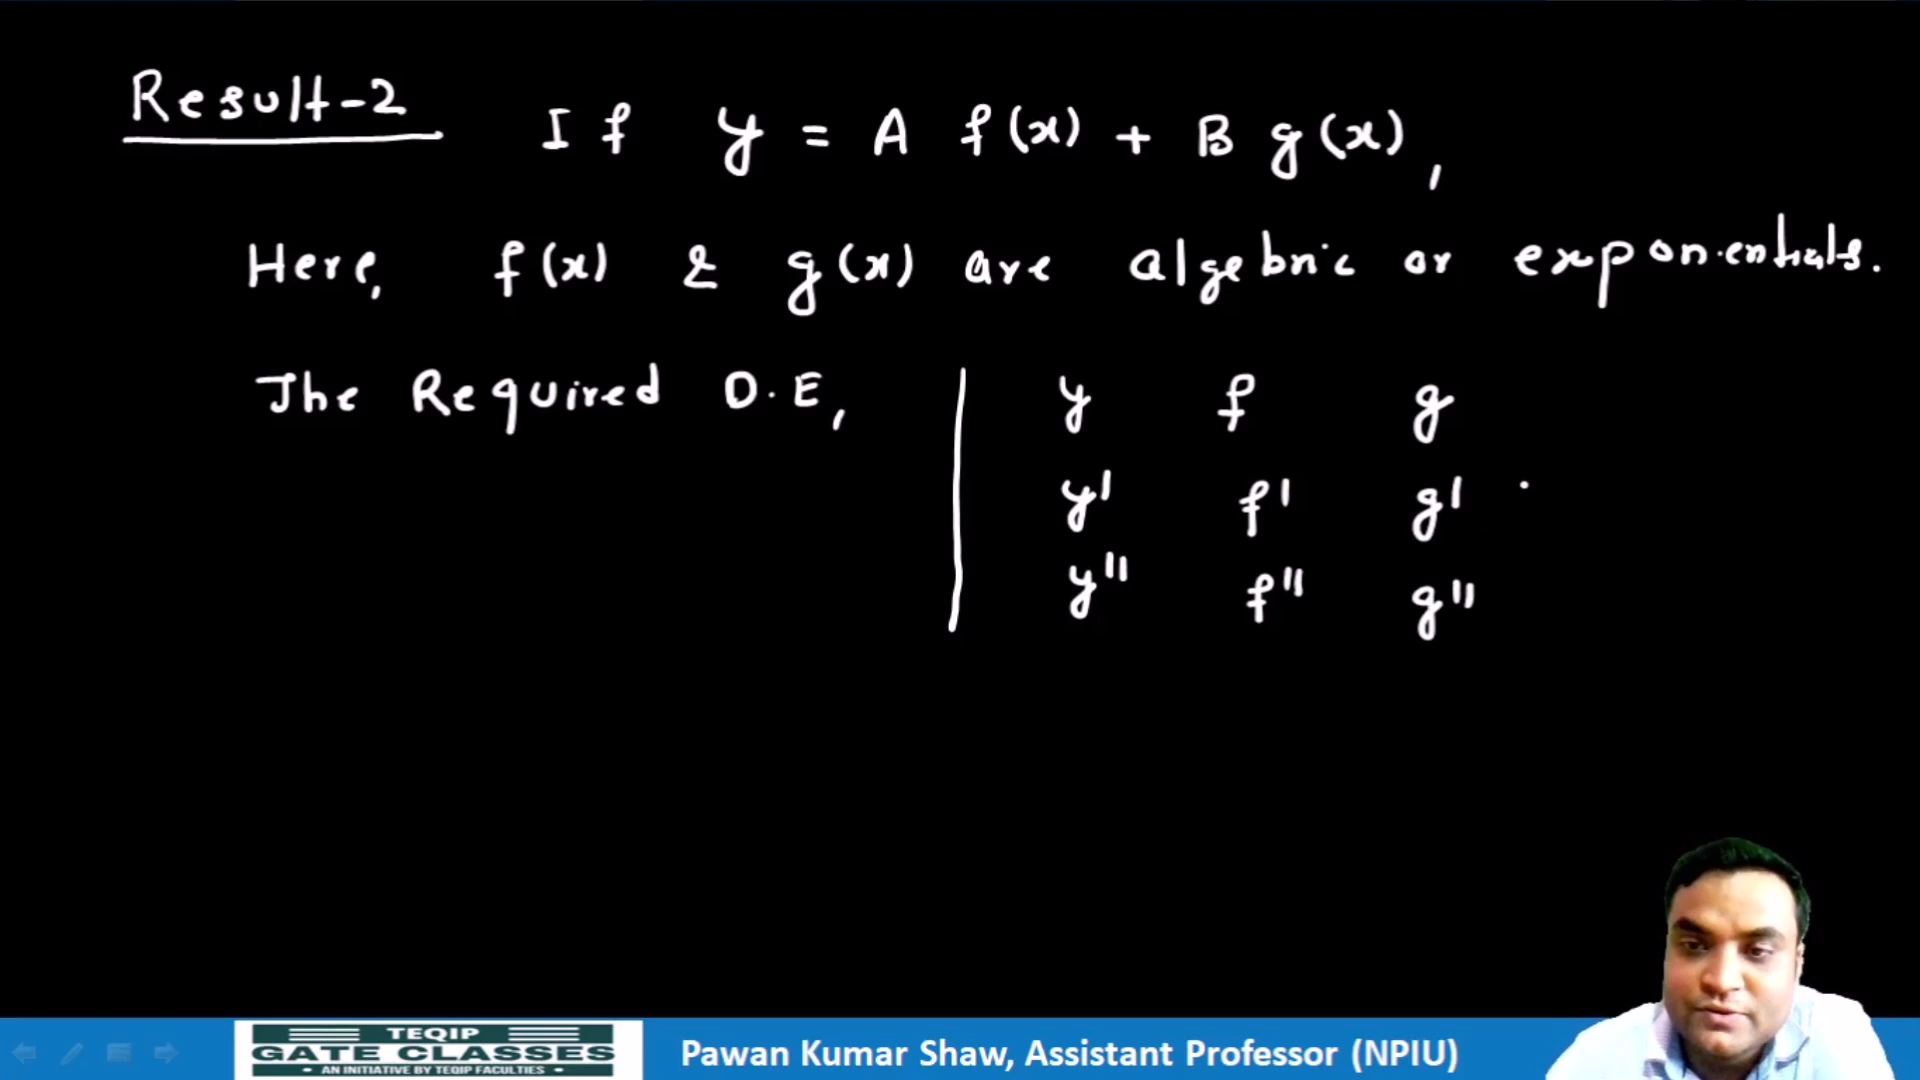 Result-2 If y = A f(x) + B g(x),
Here, f(x) & g(x) are algebric or exponentials.
The Required D.E, | y f g
y' f' g'
y" f" g"
TEQIP
GATE CLASSES
• AN INITIATIVE BY TEQIP FACULTIES •
Pawan Kumar Shaw, Assistant Professor (NPIU)